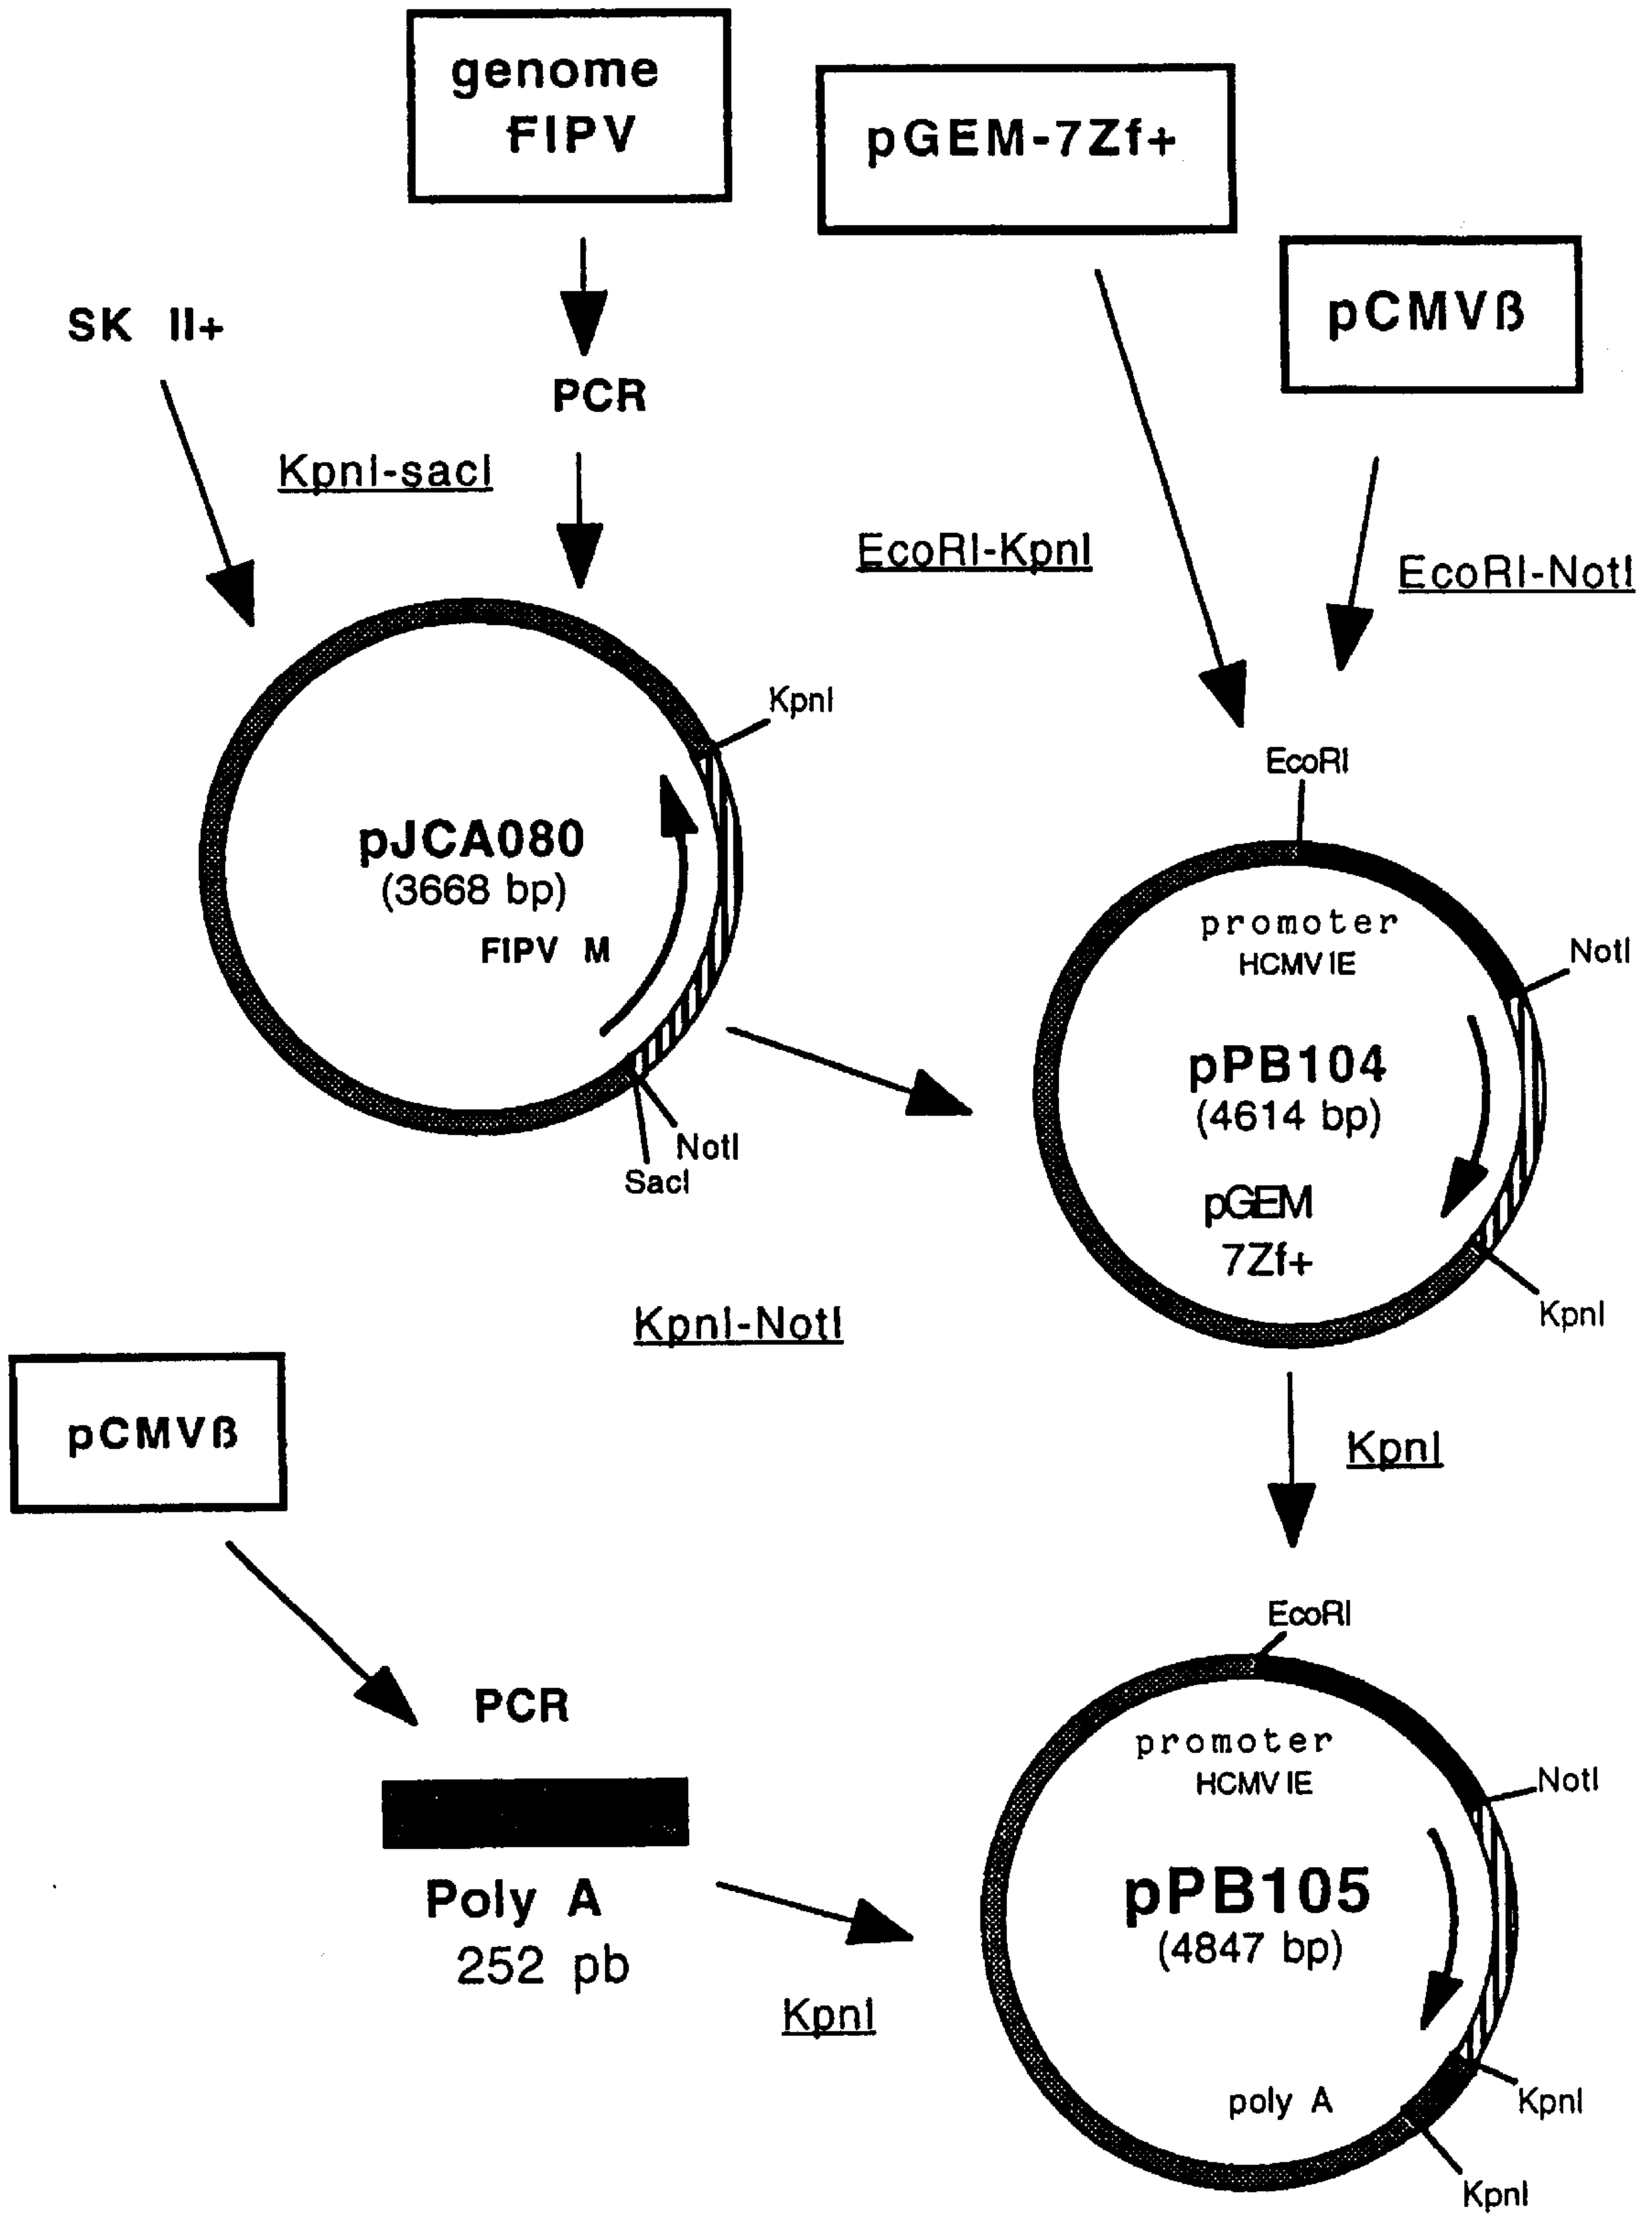 genome
FIPV
pGEM-7Zf+
pCMVß
SK II+
PCR
KpnI-sacI
EcoRI-KpnI
EcoRI-NotI
KpnI
pJCA080
(3668 bp)
FIPV M
NotI
SacI
EcoRI
promoter
HCMV IE
NotI
pPB104
(4614 bp)
pGEM
7Zf+
KpnI
KpnI-NotI
pCMVß
KpnI
PCR
Poly A
252 pb
KpnI
EcoRI
promoter
HCMV IE
NotI
pPB105
(4847 bp)
poly A
KpnI
KpnI